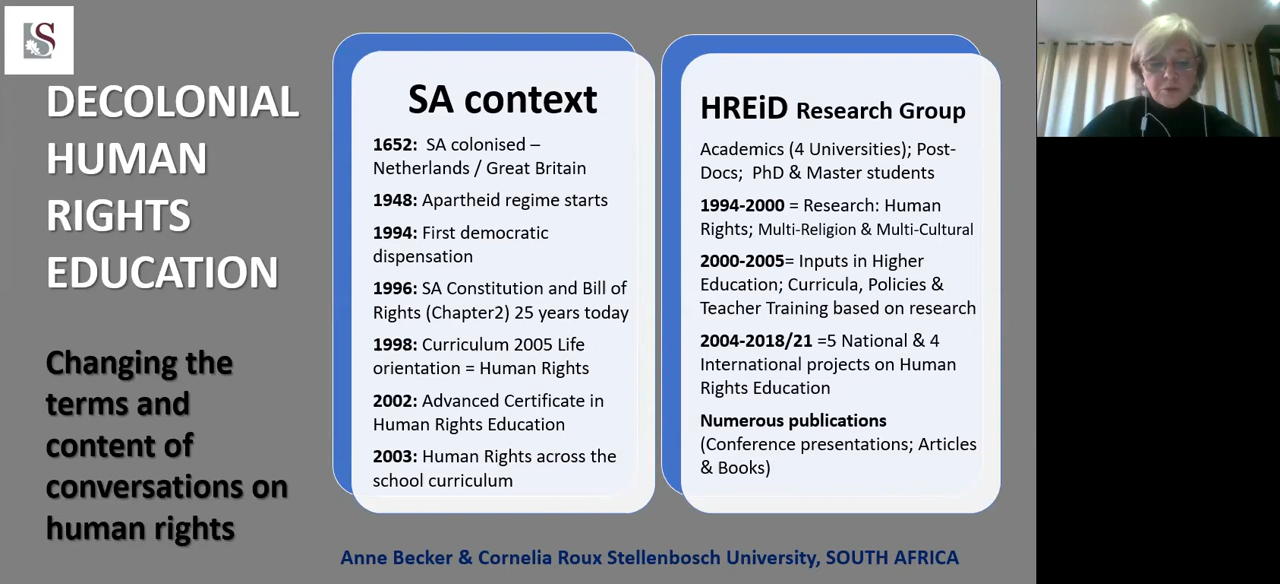 S
DECOLONIAL
HUMAN
RIGHTS
EDUCATION
Changing the
terms and
content of
conversations on
human rights
SA context
1652:  SA colonised –
Netherlands / Great Britain
1948: Apartheid regime starts
1994: First democratic
dispensation
1996: SA Constitution and Bill of
Rights (Chapter2) 25 years today
1998: Curriculum 2005 Life
orientation = Human Rights
2002: Advanced Certificate in
Human Rights Education
2003: Human Rights across the
school curriculum
HREiD Research Group
Academics (4 Universities); Post-
Docs;  PhD & Master students
1994-2000 = Research: Human
Rights; Multi-Religion & Multi-Cultural
2000-2005= Inputs in Higher
Education; Curricula, Policies &
Teacher Training based on research
2004-2018/21 =5 National & 4
International projects on Human
Rights Education
Numerous publications
(Conference presentations; Articles
& Books)
Anne Becker & Cornelia Roux Stellenbosch University, SOUTH AFRICA